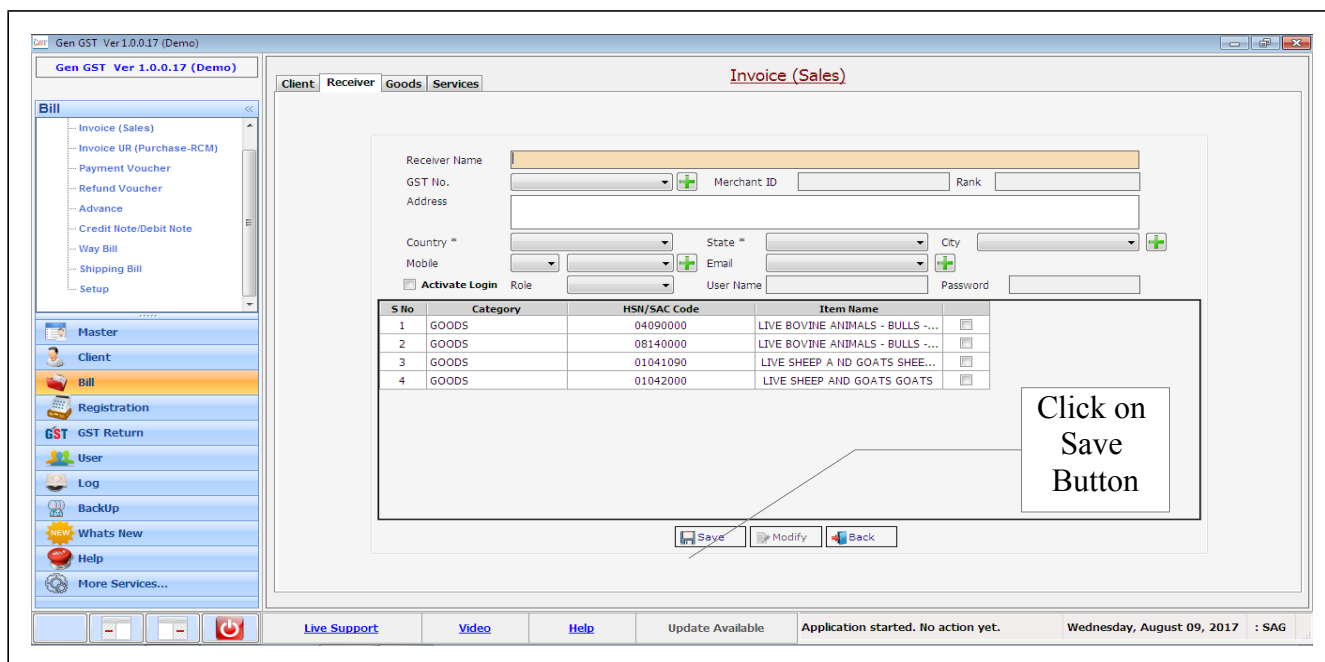 Gen GST Ver 1.0.0.17 (Demo)
Gen GST Ver 1.0.0.17 (Demo)
Bill
Invoice (Sales)
Invoice UR (Purchase-RCM)
Payment Voucher
Refund Voucher
Advance
Credit Note/Debit Note
Way Bill
Shipping Bill
Setup
Master
Client
Bill
Registration
GST GST Return
User
Log
BackUp
NEW Whats New
Help
More Services...
Client Receiver Goods Services
Invoice (Sales)
Receiver Name
GST No. Merchant ID Rank
Address
Country * State * City
Mobile Email
Activate Login Role User Name Password
S No Category HSN/SAC Code Item Name
1 GOODS 04090000 LIVE BOVINE ANIMALS - BULLS -...
2 GOODS 08140000 LIVE BOVINE ANIMALS - BULLS -...
3 GOODS 01041090 LIVE SHEEP A ND GOATS SHEE...
4 GOODS 01042000 LIVE SHEEP AND GOATS GOATS
Click on
Save
Button
Save Modify Back
Live Support Video Help Update Available Application started. No action yet. Wednesday, August 09, 2017 : SAG